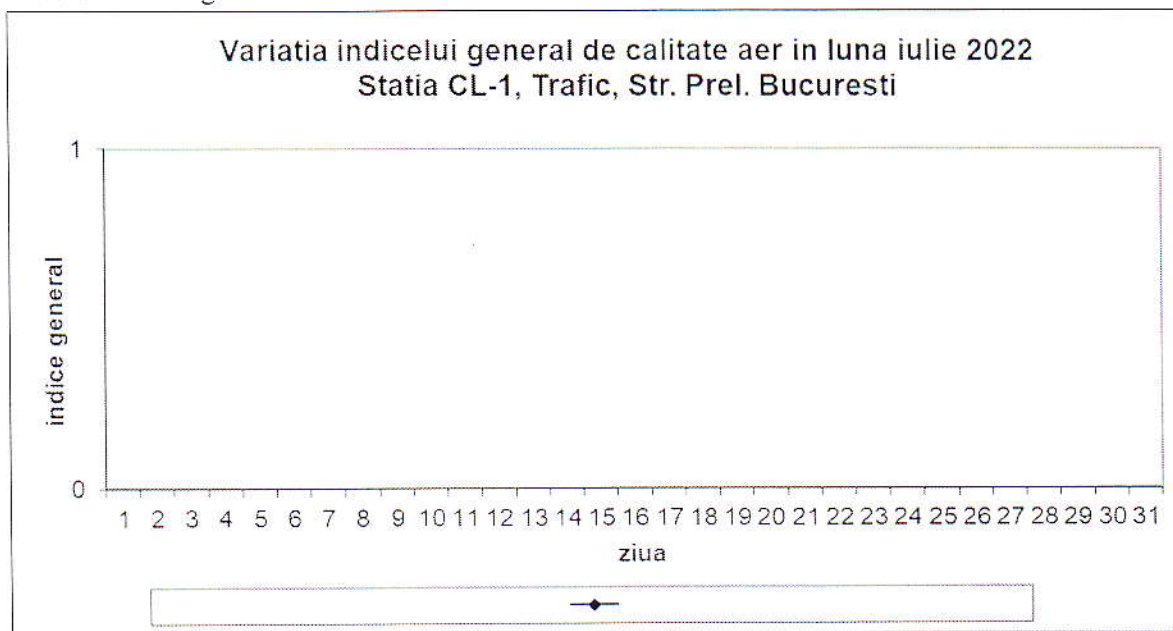 Variatia indicelui general de calitate aer in luna iulie 2022
Statia CL-1, Trafic, Str. Prel. Bucuresti
1
indice general
0
1 2 3 4 5 6 7 8 9 10 11 12 13 14 15 16 17 18 19 20 21 22 23 24 25 26 27 28 29 30 31
ziua